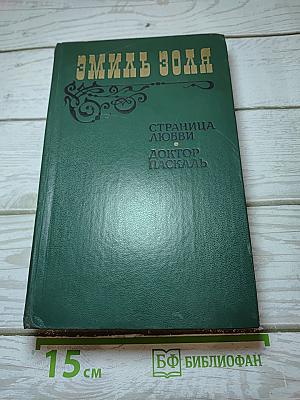 ЭМИЛЬ ЗОЛЯ
СТРАНИЦА
ЛЮБВИ
ДОКТОР
ПАСКАЛЬ
15 см
БФ БИБЛИОФАН